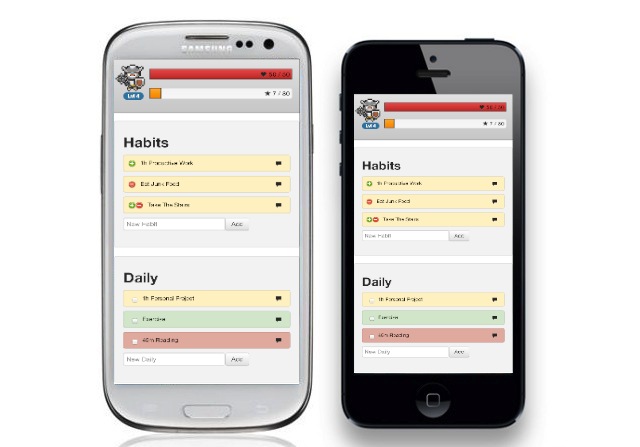 SAMSUNG
Lvl 4
50 / 50
7 / 80
Habits
1h Productive Work
Eat Junk Food
Take The Stairs
New Habit
Add
Daily
1h Personal Project
Exercise
45m Reading
New Daily
Add
Lvl 4
50 / 50
7 / 80
Habits
1h Productive Work
Eat Junk Food
Take The Stairs
New Habit
Add
Daily
1h Personal Project
Exercise
45m Reading
New Daily
Add